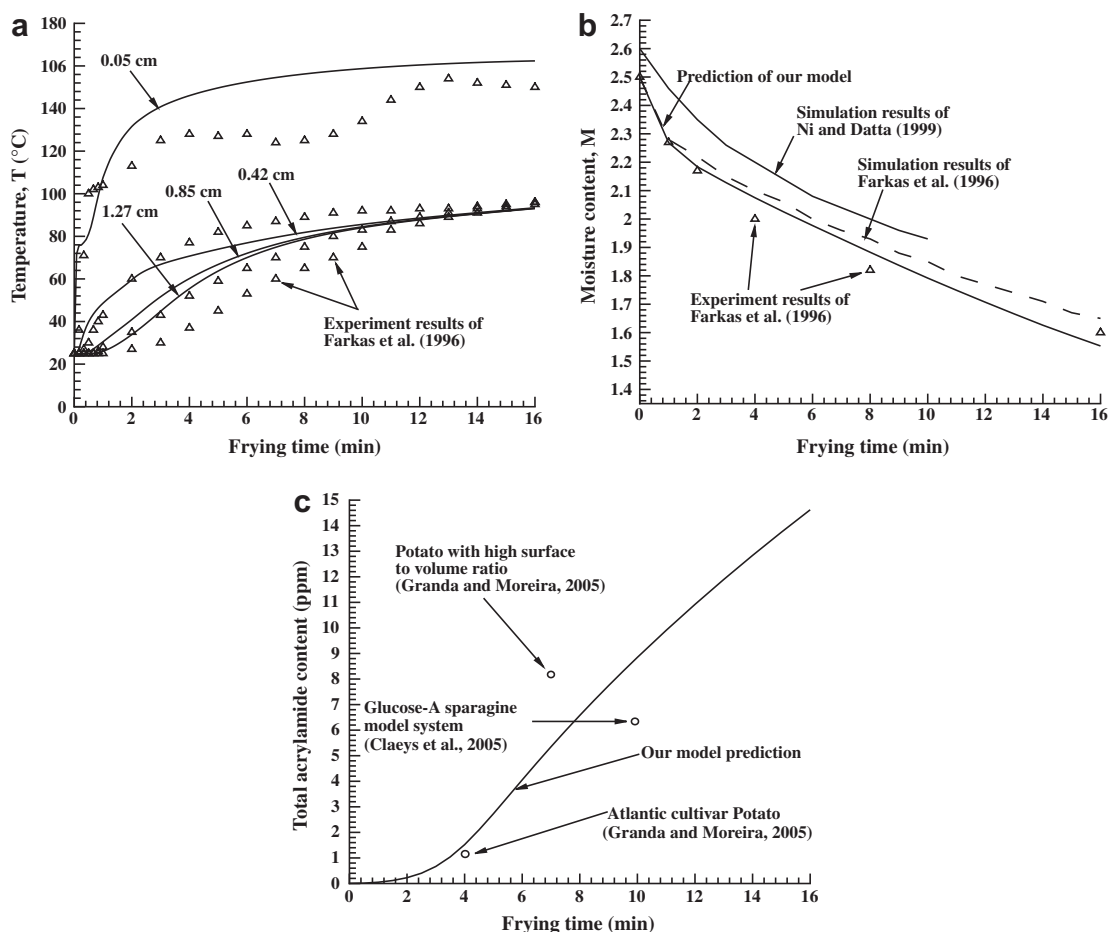 a
180
160
140
120
100
80
60
40
20
0
Temperature, T (°C)
0.05 cm
1.27 cm
0.85 cm
0.42 cm
Experiment results of
Farkas et al. (1996)
0 2 4 6 8 10 12 14 16
Frying time (min)
b
2.7
2.6
2.5
2.4
2.3
2.2
2.1
2
1.9
1.8
1.7
1.6
1.5
1.4
Moisture content, M
Prediction of our model
Simulation results of
Ni and Datta (1999)
Simulation results of
Farkas et al. (1996)
Experiment results of
Farkas et al. (1996)
0 2 4 6 8 10 12 14 16
Frying time (min)
c
15
14
13
12
11
10
9
8
7
6
5
4
3
2
1
0
Total acrylamide content (ppm)
Potato with high surface
to volume ratio
(Granda and Moreira, 2005)
Glucose-A sparagine
model system
(Claeys et al., 2005)
Our model prediction
Atlantic cultivar Potato
(Granda and Moreira, 2005)
0 2 4 6 8 10 12 14 16
Frying time (min)